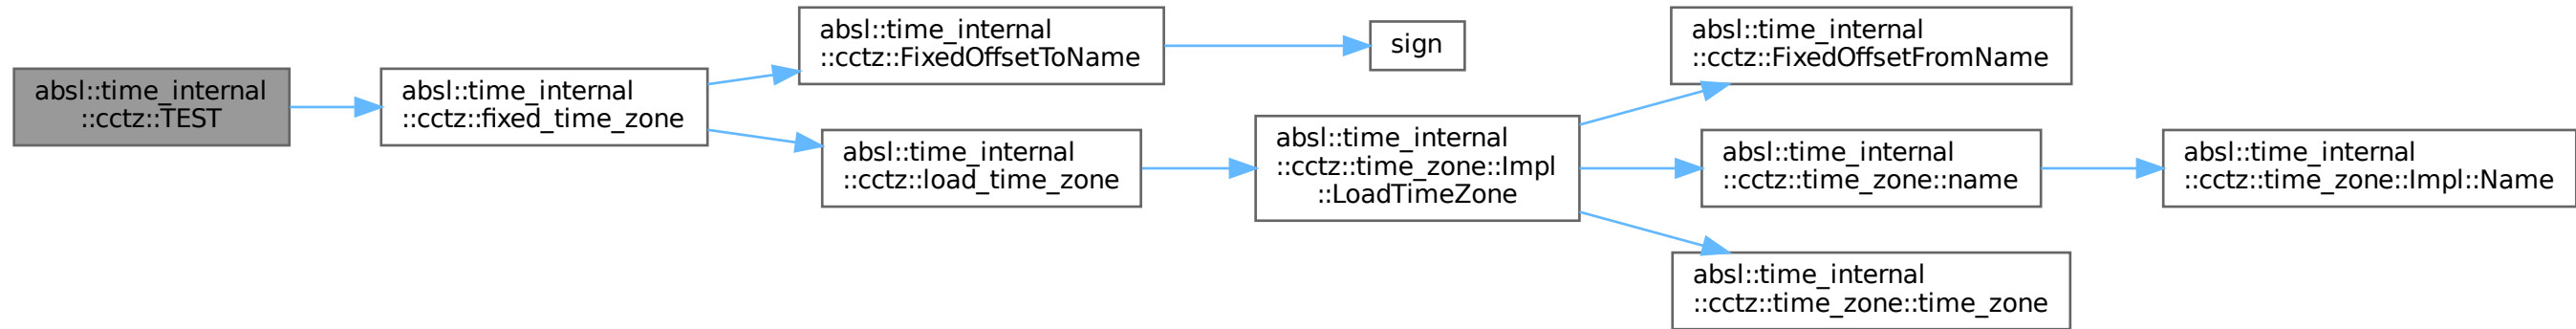 absl::time_internal
::cctz::TEST
absl::time_internal
::cctz::fixed_time_zone
absl::time_internal
::cctz::FixedOffsetToName
sign
absl::time_internal
::cctz::load_time_zone
absl::time_internal
::cctz::time_zone::Impl
::LoadTimeZone
absl::time_internal
::cctz::FixedOffsetFromName
absl::time_internal
::cctz::time_zone::name
absl::time_internal
::cctz::time_zone::Impl::Name
absl::time_internal
::cctz::time_zone::time_zone